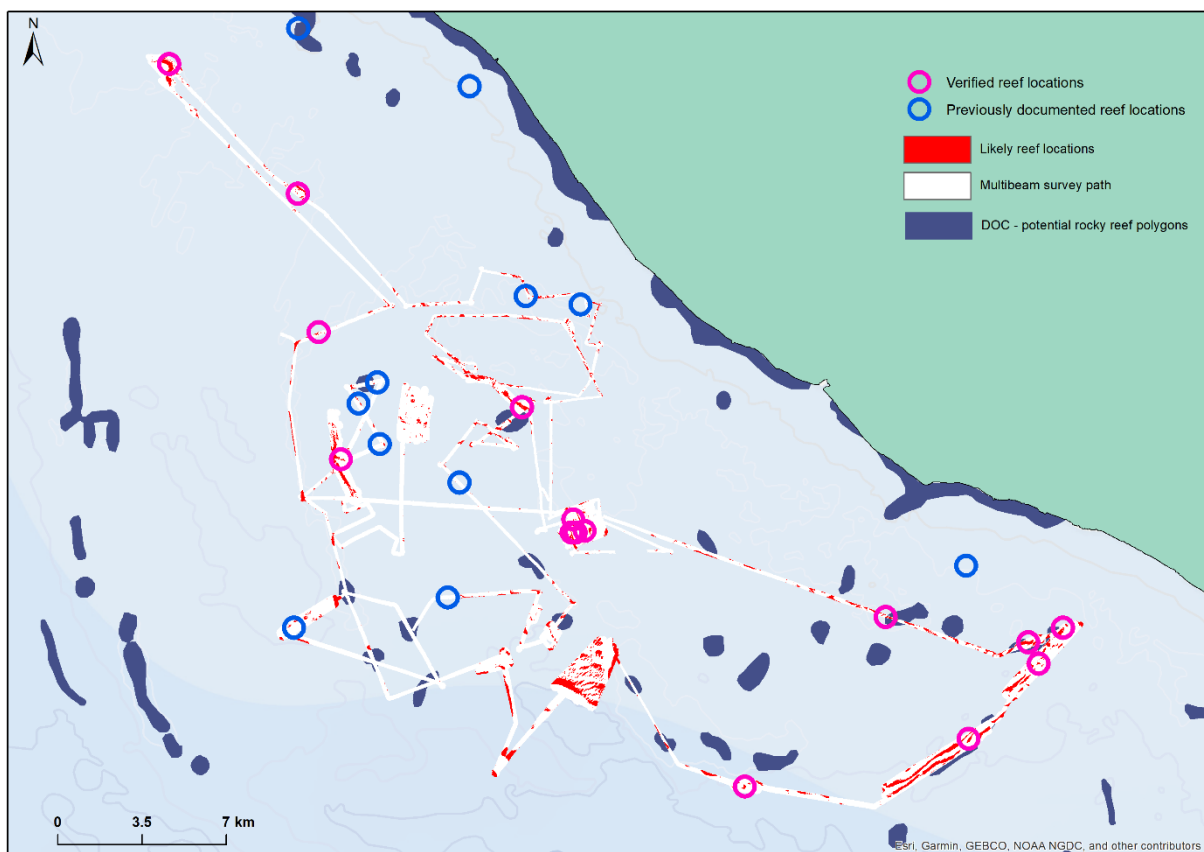 N
Verified reef locations
Previously documented reef locations
Likely reef locations
Multibeam survey path
DOC - potential rocky reef polygons
0 3.5 7 km
Esri, Garmin, GEBCO, NOAA NGDC, and other contributors